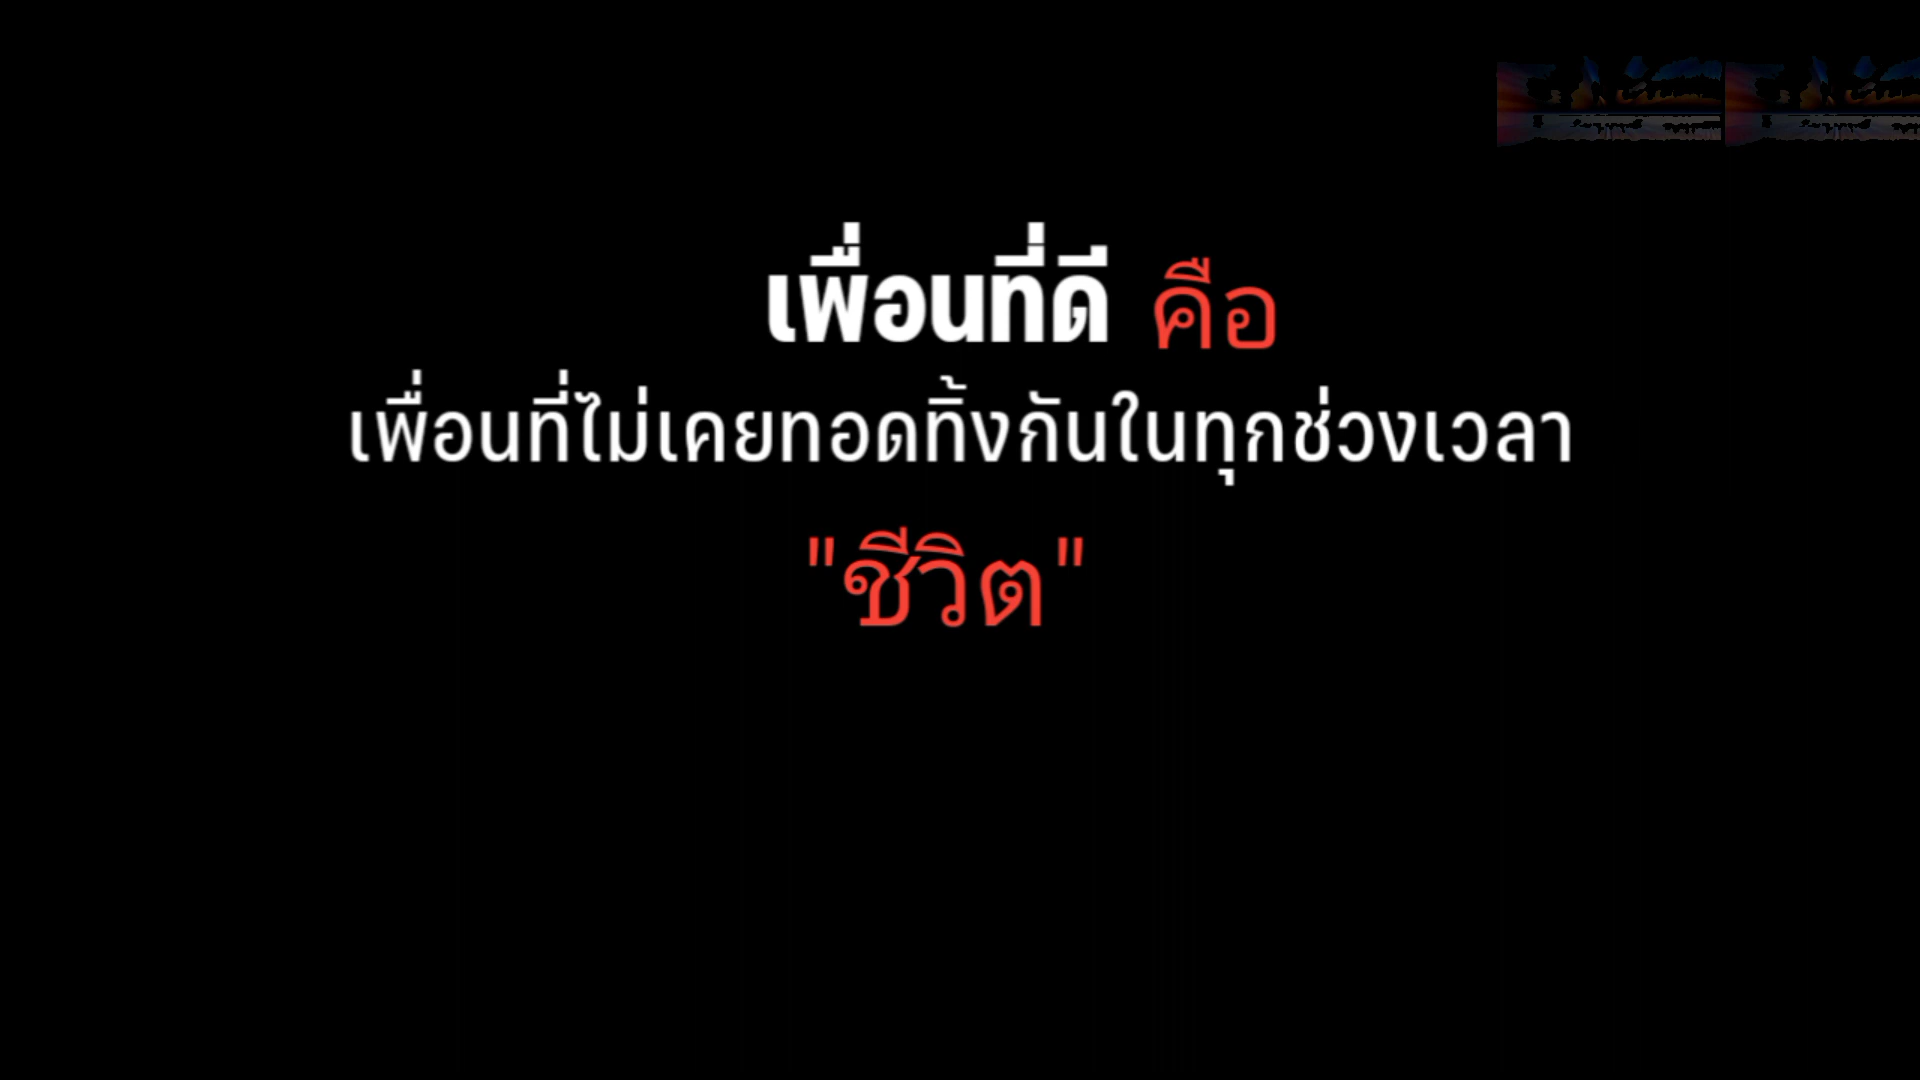 เพื่อนที่ดี คือ
เพื่อนที่ไม่เคยทอดทิ้งกันในทุกช่วงเวลา
"ชีวิต"